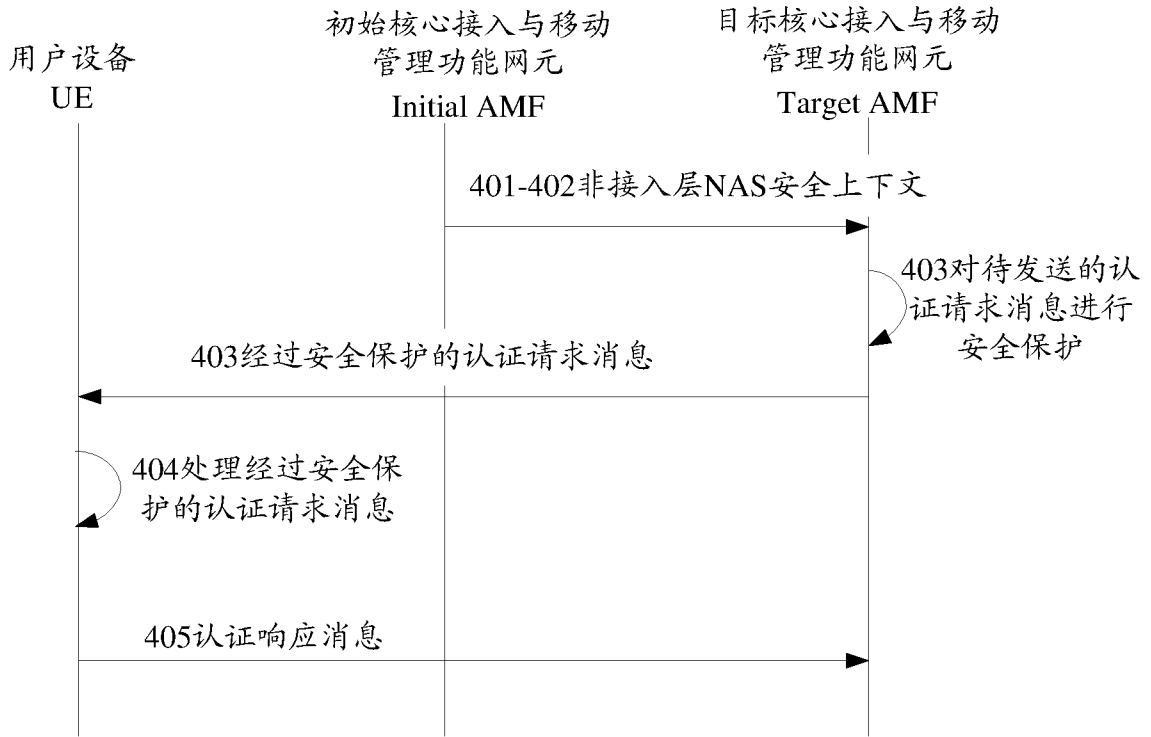 用户设备
UE
初始核心接入与移动
管理功能网元
Initial AMF
目标核心接入与移动
管理功能网元
Target AMF
401-402非接入层NAS安全上下文
403对待发送的认
证请求消息进行
安全保护
403经过安全保护的认证请求消息
404处理经过安全保
护的认证请求消息
405认证响应消息